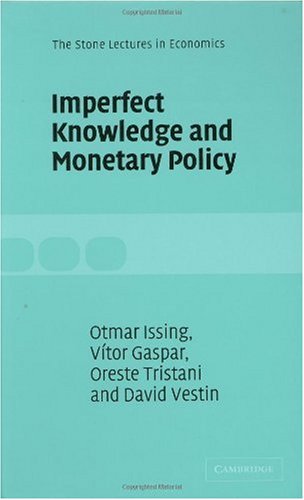 The Stone Lectures in Economics
Imperfect
Knowledge and
Monetary Policy
Otmar Issing,
Vítor Gaspar,
Oreste Tristani
and David Vestin
CAMBRIDGE